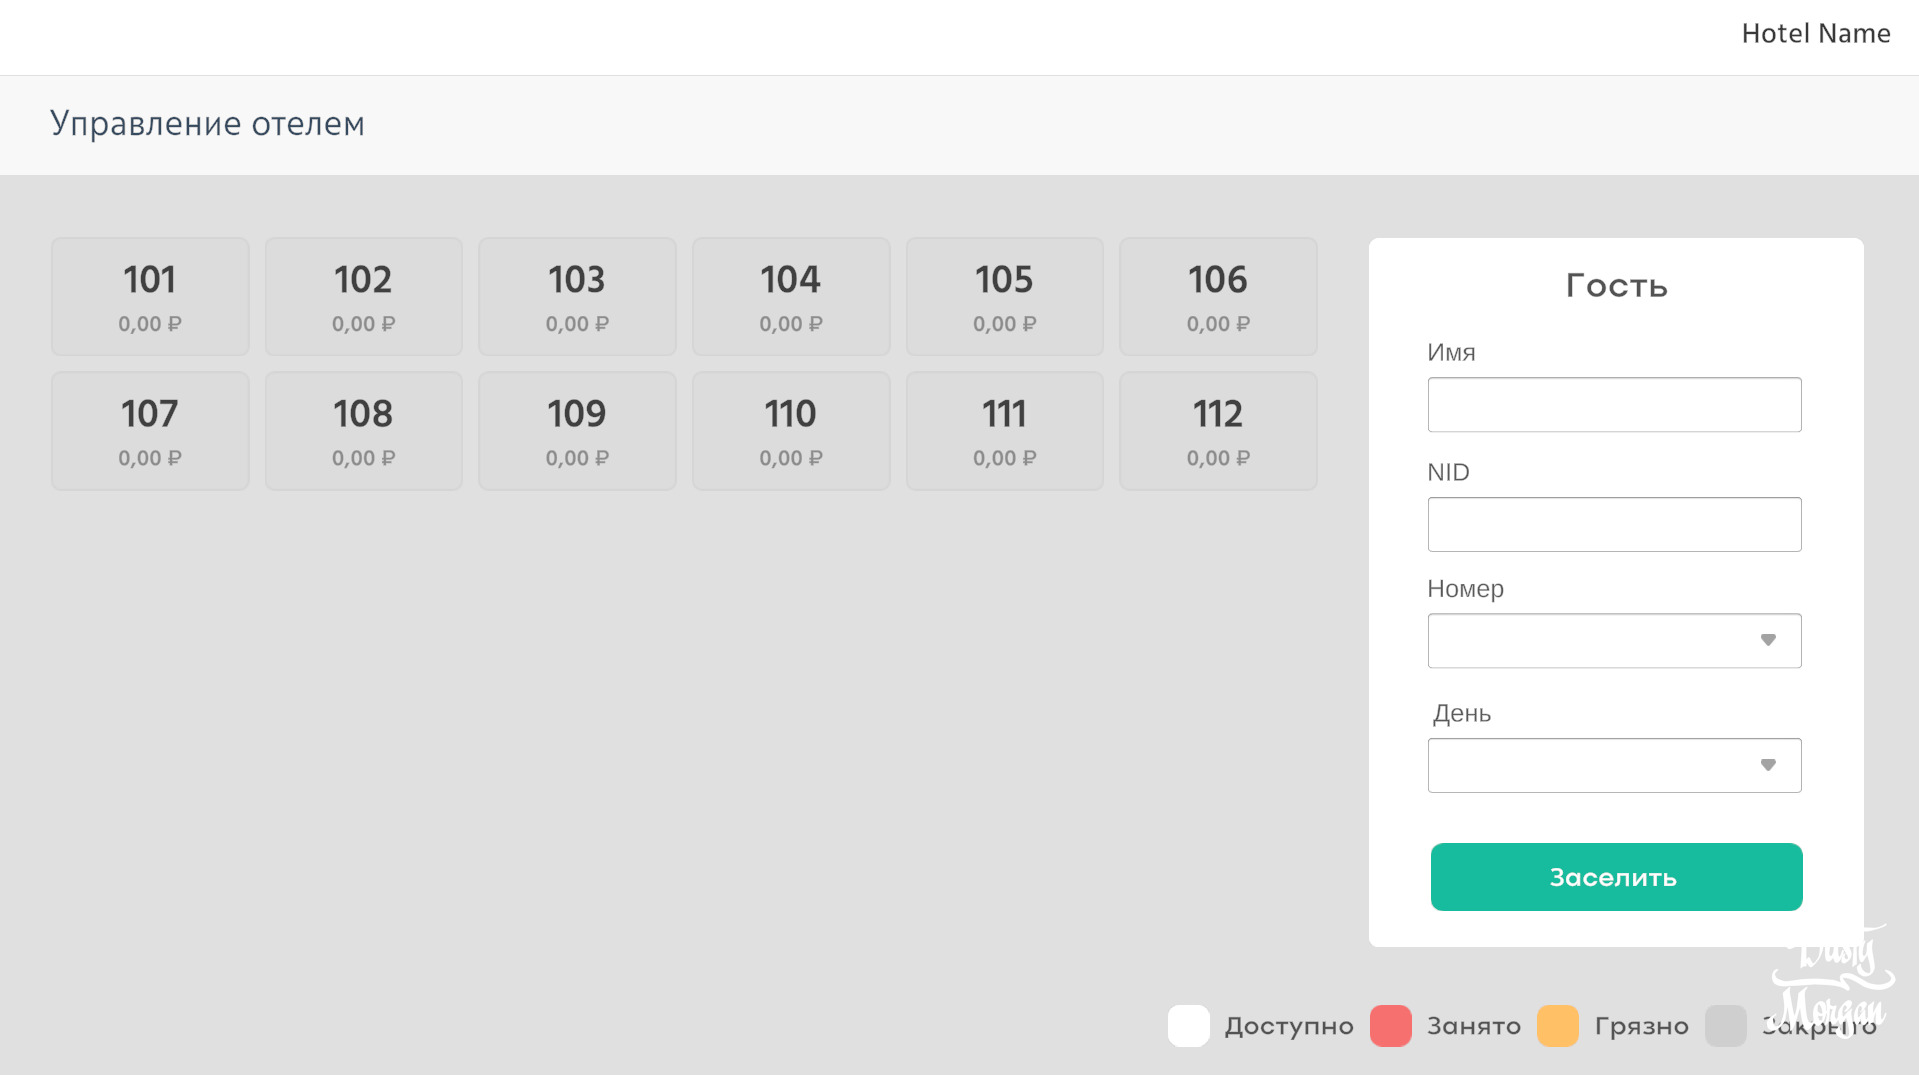 Hotel Name
Управление отелем
101 102 103 104 105 106
0,00 ₽ 0,00 ₽ 0,00 ₽ 0,00 ₽ 0,00 ₽ 0,00 ₽
107 108 109 110 111 112
0,00 ₽ 0,00 ₽ 0,00 ₽ 0,00 ₽ 0,00 ₽ 0,00 ₽
Гость
Имя
NID
Номер
День
Заселить
Dusty
Morgan
Доступно Занято Грязно Закрыто